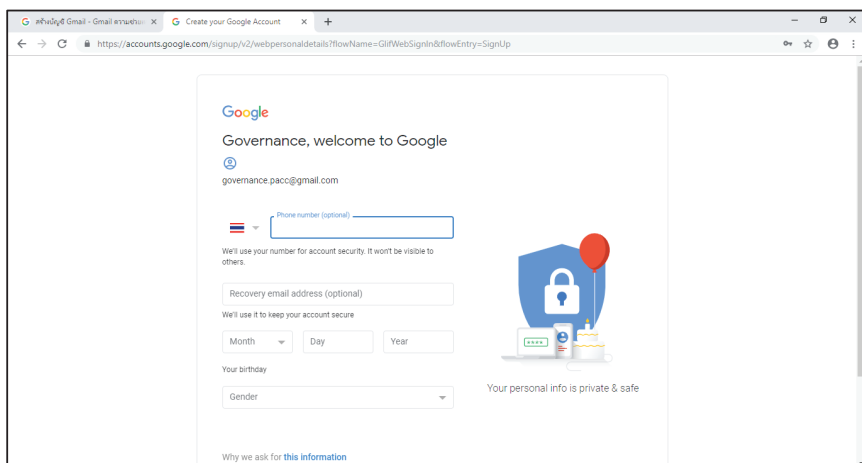 สร้างบัญชี Gmail - Gmail ความช่วย
Create your Google Account
https://accounts.google.com/signup/v2/webpersonaldetails?flowName=GlifWebSignIn&flowEntry=SignUp
Google
Governance, welcome to Google
governance.pacc@gmail.com
Phone number (optional)
We'll use your number for account security. It won't be visible to
others.
Recovery email address (optional)
We'll use it to keep your account secure
Month Day Year
Your birthday
Gender
Your personal info is private & safe
Why we ask for this information